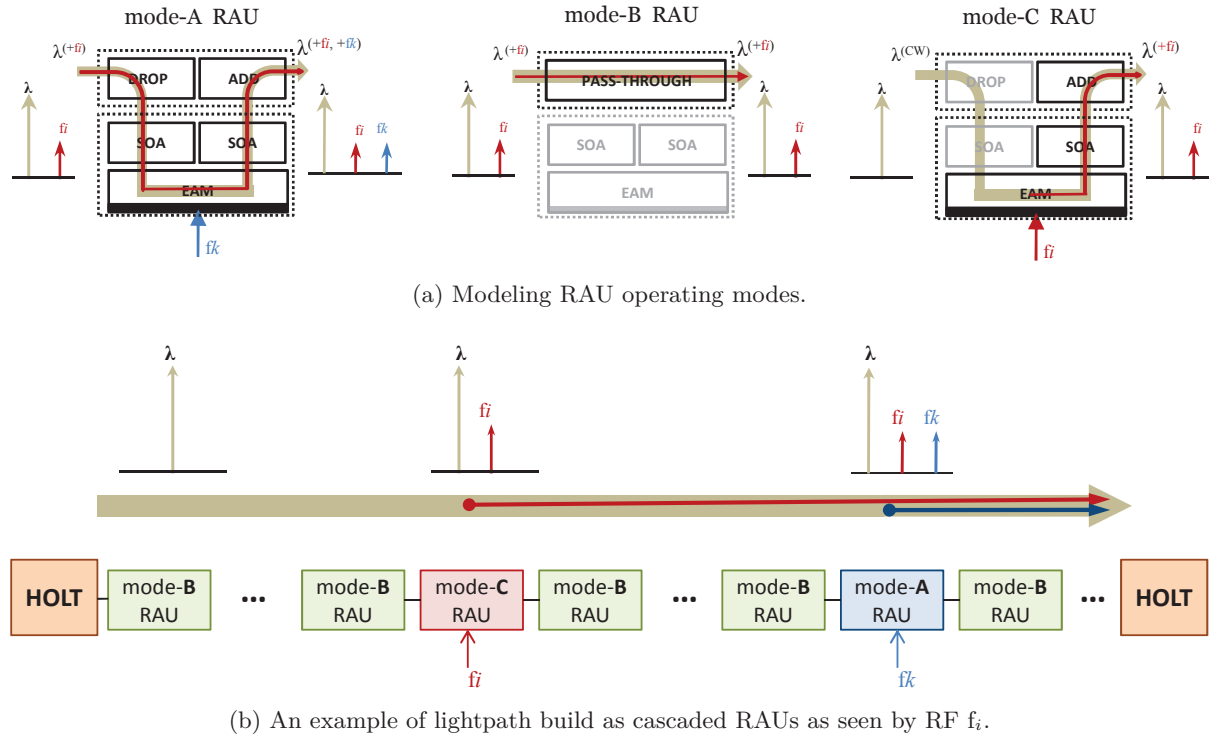 mode-A RAU
mode-B RAU
mode-C RAU
λ(+fi)
λ(+fi, +fk)
λ(+fi)
λ(+fi)
λ(CW)
λ(+fi)
DROP ADD
PASS-THROUGH
DROP ADD
λ
fi
λ
fi fk
λ
fi
λ
fi
λ
λ
fi
SOA SOA
SOA SOA
SOA SOA
EAM
EAM
EAM
fk
fi
(a) Modeling RAU operating modes.
λ
λ
fi
λ
fi fk
HOLT
mode-B
RAU
...
mode-B
RAU
mode-C
RAU
mode-B
RAU
...
mode-B
RAU
mode-A
RAU
mode-B
RAU
...
HOLT
fi
fk
(b) An example of lightpath build as cascaded RAUs as seen by RF fi.